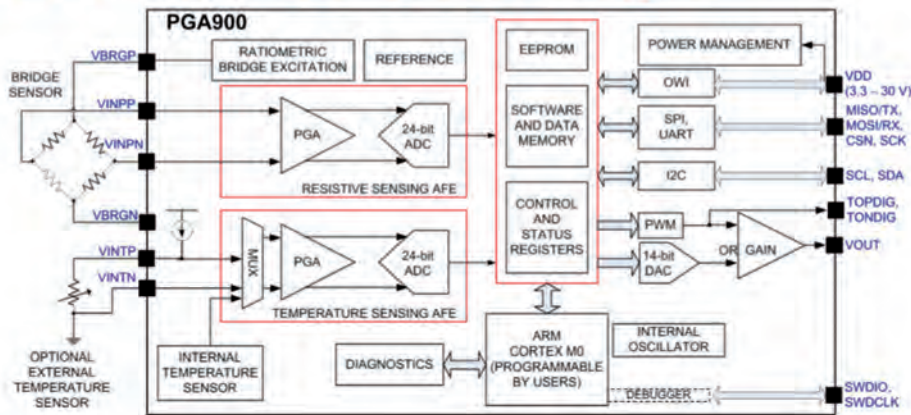 PGA900
VBRGP
BRIDGE
SENSOR
VINPP
VINPN
VBRGN
VINTP
VINTN
OPTIONAL
EXTERNAL
TEMPERATURE
SENSOR
RATIOMETRIC
BRIDGE EXCITATION
REFERENCE
PGA
24-bit
ADC
RESISTIVE SENSING AFE
MUX
PGA
24-bit
ADC
TEMPERATURE SENSING AFE
INTERNAL
TEMPERATURE
SENSOR
DIAGNOSTICS
EEPROM
SOFTWARE
AND DATA
MEMORY
CONTROL
AND
STATUS
REGISTERS
ARM
CORTEX M0
(PROGRAMMABLE
BY USERS)
INTERNAL
OSCILLATOR
DEBUGGER
POWER MANAGEMENT
OWI
SPI,
UART
I2C
PWM
14-bit
DAC
OR
GAIN
VDD
(3.3 – 30 V)
MISO/TX,
MOSI/RX,
CSN, SCK
SCL, SDA
TOPDIG,
TONDIG
VOUT
SWDIO,
SWDCLK